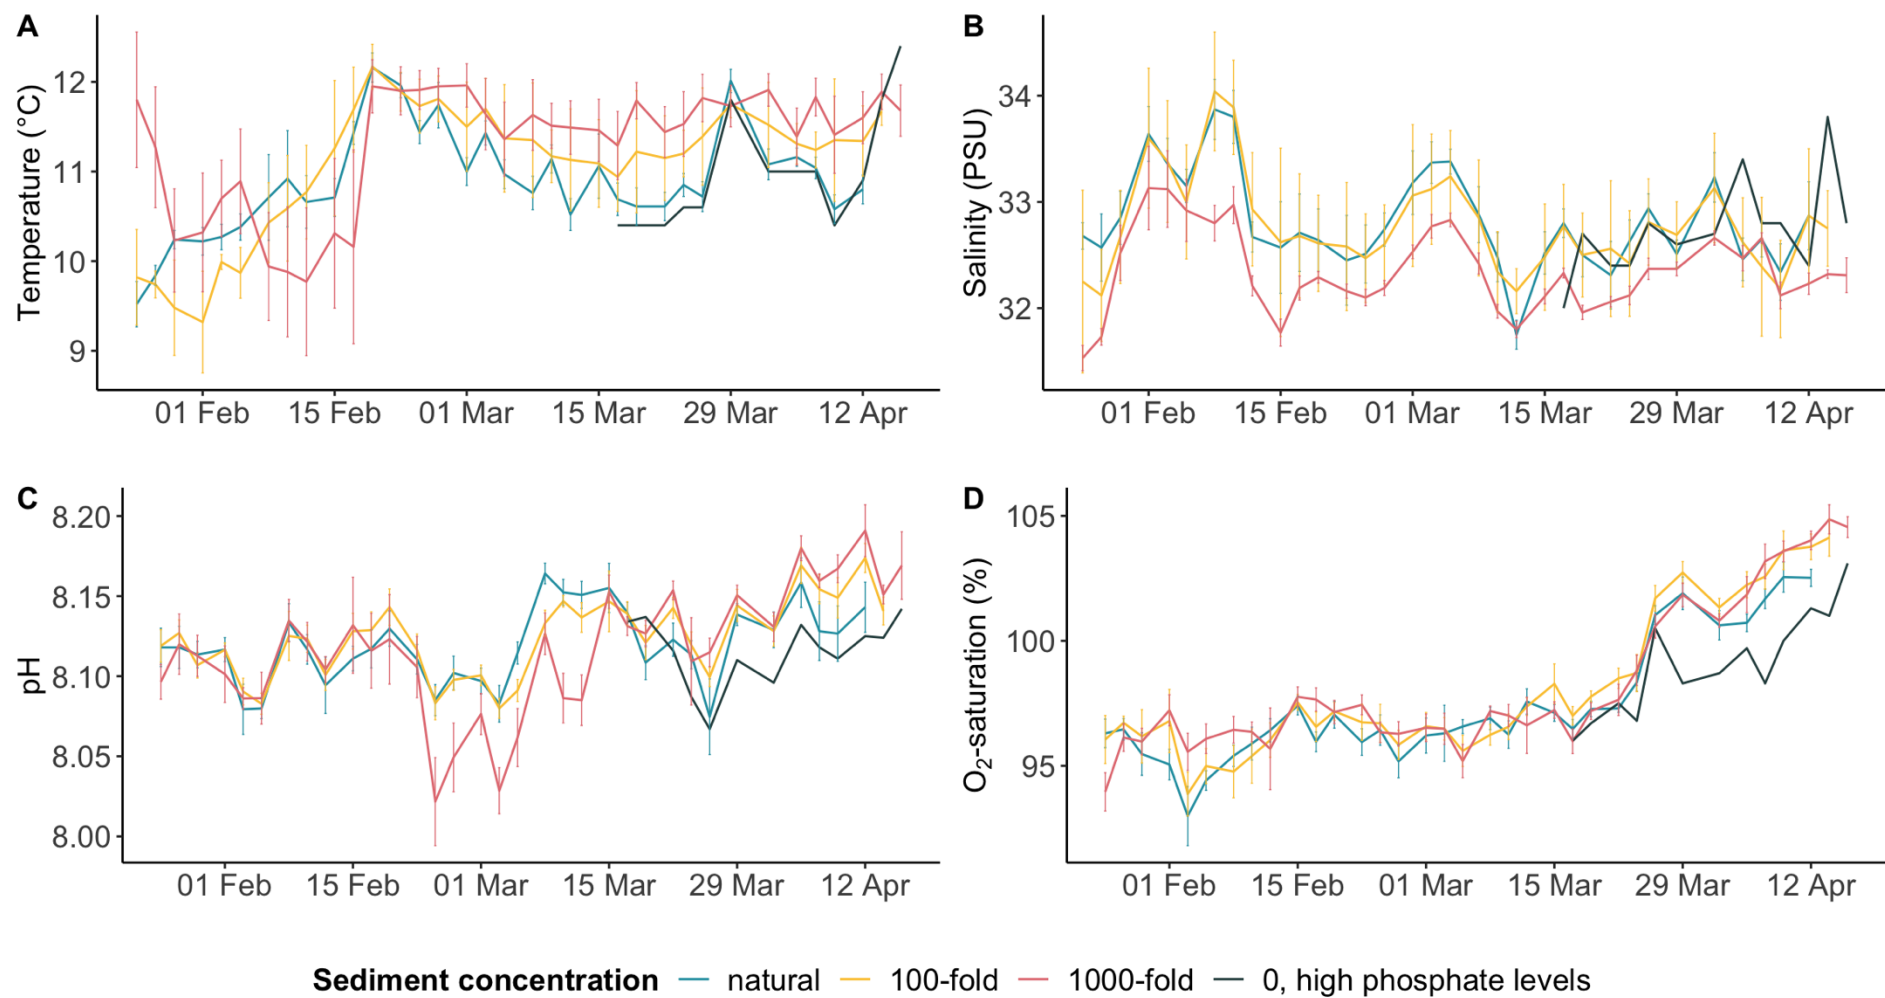 A
B
Temperature (°C)
12
11
10
9
01 Feb 15 Feb 01 Mar 15 Mar 29 Mar 12 Apr
Salinity (PSU)
34
33
32
01 Feb 15 Feb 01 Mar 15 Mar 29 Mar 12 Apr
C
D
pH
8.20
8.15
8.10
8.05
8.00
01 Feb 15 Feb 01 Mar 15 Mar 29 Mar 12 Apr
O₂-saturation (%)
105
100
95
01 Feb 15 Feb 01 Mar 15 Mar 29 Mar 12 Apr
Sediment concentration natural 100-fold 1000-fold 0, high phosphate levels